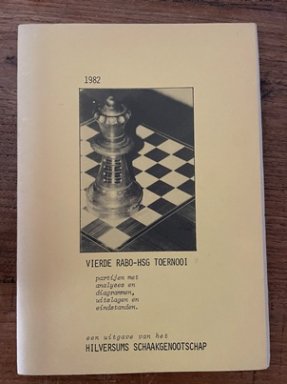 1982
VIERDE RABO-HSG TOERNOOI
partijen met
analyses en
diagrammen,
uitslagen en
eindstanden.
een uitgave van het
HILVERSUMS SCHAAKGENOOTSCHAP